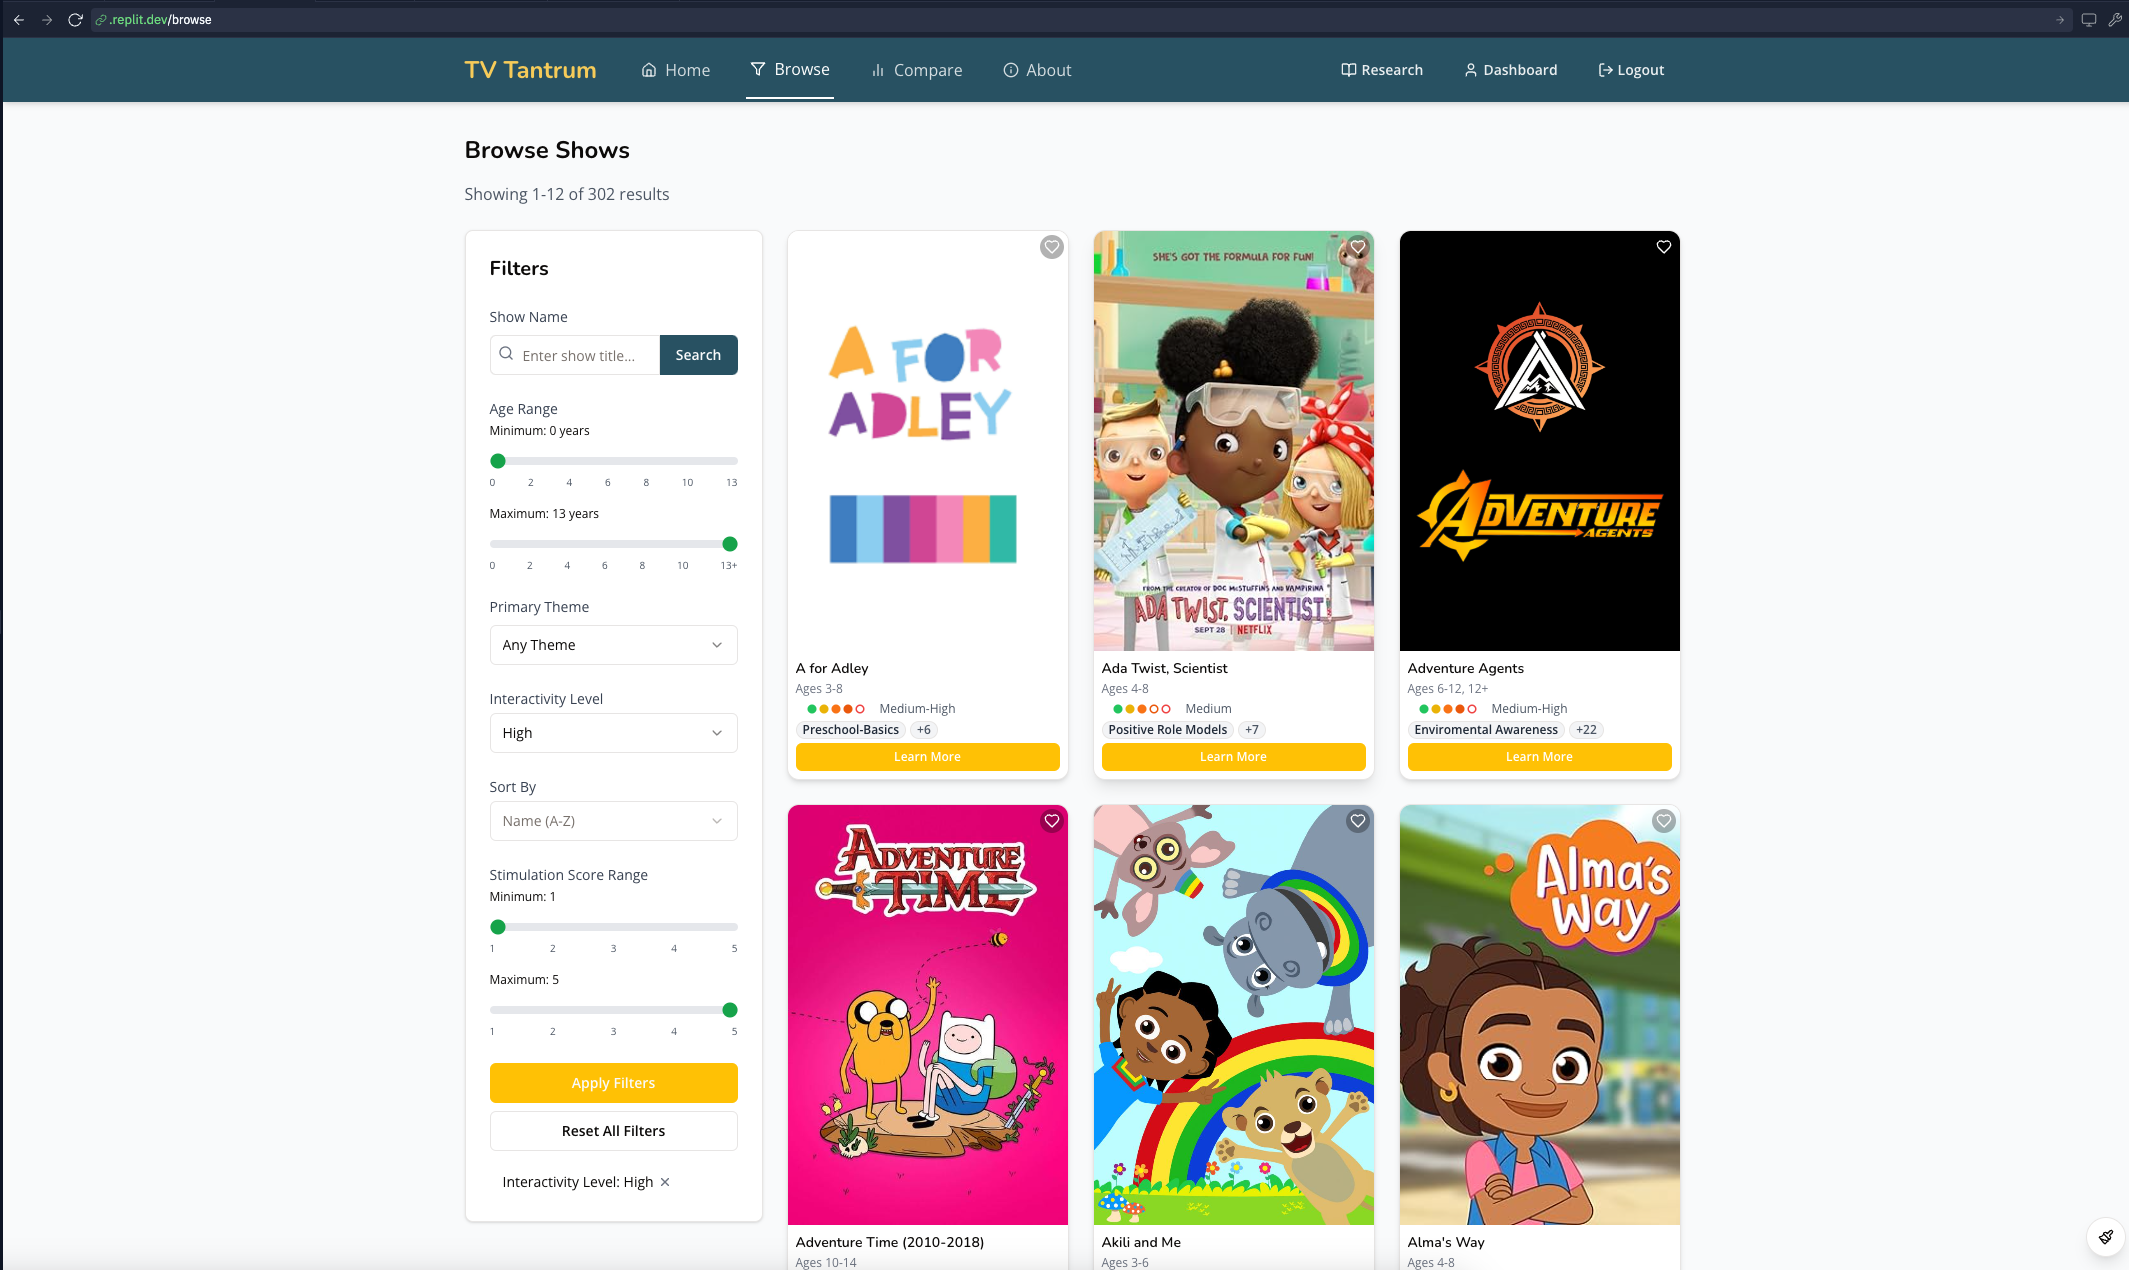 .replit.dev/browse
TV Tantrum
Home
Browse
Compare
About
Research
Dashboard
Logout
Browse Shows
Showing 1-12 of 302 results
Filters
Show Name
Enter show title...
Search
Age Range
Minimum: 0 years
0 2 4 6 8 10 13
Maximum: 13 years
0 2 4 6 8 10 13+
Primary Theme
Any Theme
Interactivity Level
High
Sort By
Name (A-Z)
Stimulation Score Range
Minimum: 1
1 2 3 4 5
Maximum: 5
1 2 3 4 5
Apply Filters
Reset All Filters
Interactivity Level: High ×
A FOR
ADLEY
A for Adley
Ages 3-8
Medium-High
Preschool-Basics +6
Learn More
SHE'S GOT THE FORMULA FOR FUN!
FROM THE CREATOR OF DOC McSTUFFINS AND VAMPIRINA
ADA TWIST, SCIENTIST
SEPT 28 | NETFLIX
Ada Twist, Scientist
Ages 4-8
Medium
Positive Role Models +7
Learn More
ADVENTURE
AGENTS
Adventure Agents
Ages 6-12, 12+
Medium-High
Enviromental Awareness +22
Learn More
ADVENTURE
TIME
Adventure Time (2010-2018)
Ages 10-14
Akili and Me
Ages 3-6
Alma's
Way
Alma's Way
Ages 4-8